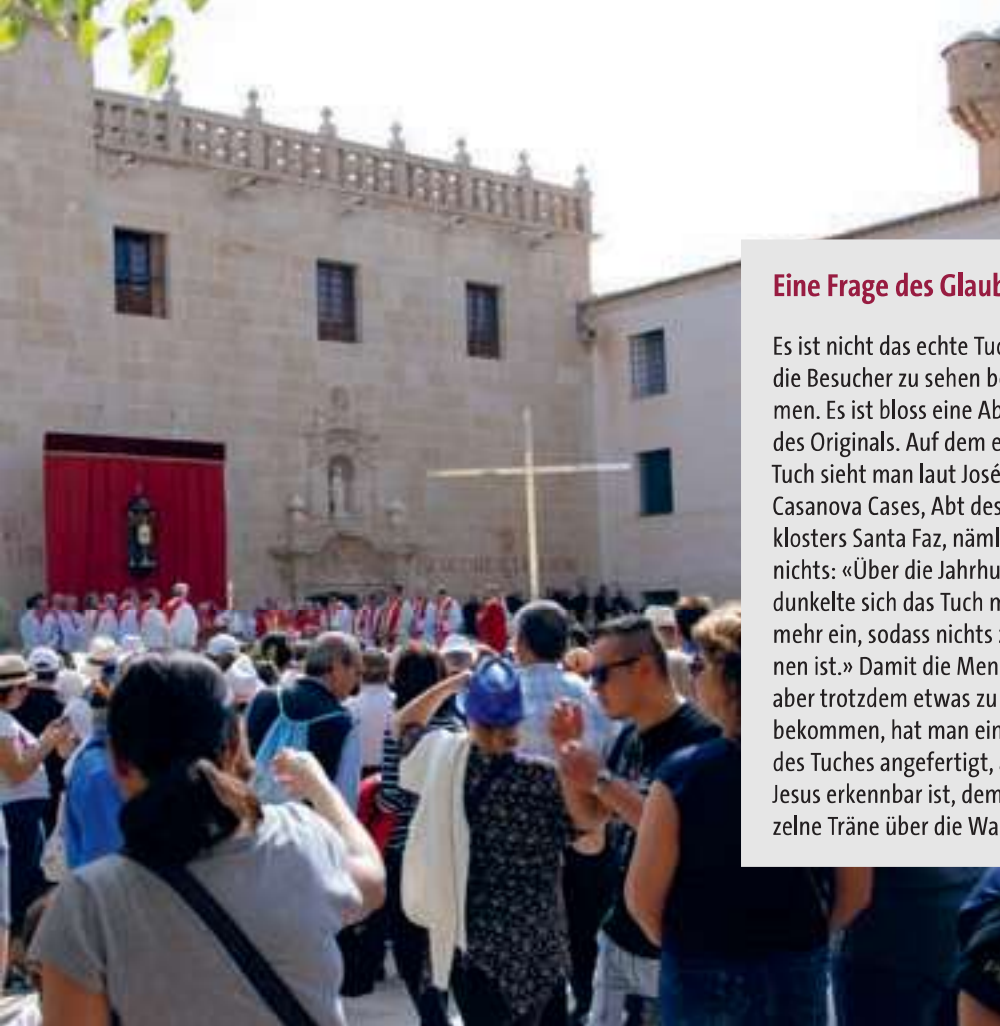 Eine Frage des Glaub
Es ist nicht das echte Tuc
die Besucher zu sehen be
men. Es ist bloss eine Ab
des Originals. Auf dem e
Tuch sieht man laut José
Casanova Cases, Abt des
klosters Santa Faz, näml
nichts: «Über die Jahrhu
dunkelte sich das Tuch m
mehr ein, sodass nichts z
nen ist.» Damit die Men
aber trotzdem etwas zu
bekommen, hat man ein
des Tuches angefertigt,
Jesus erkennbar ist, dem
zelne Träne über die Wa